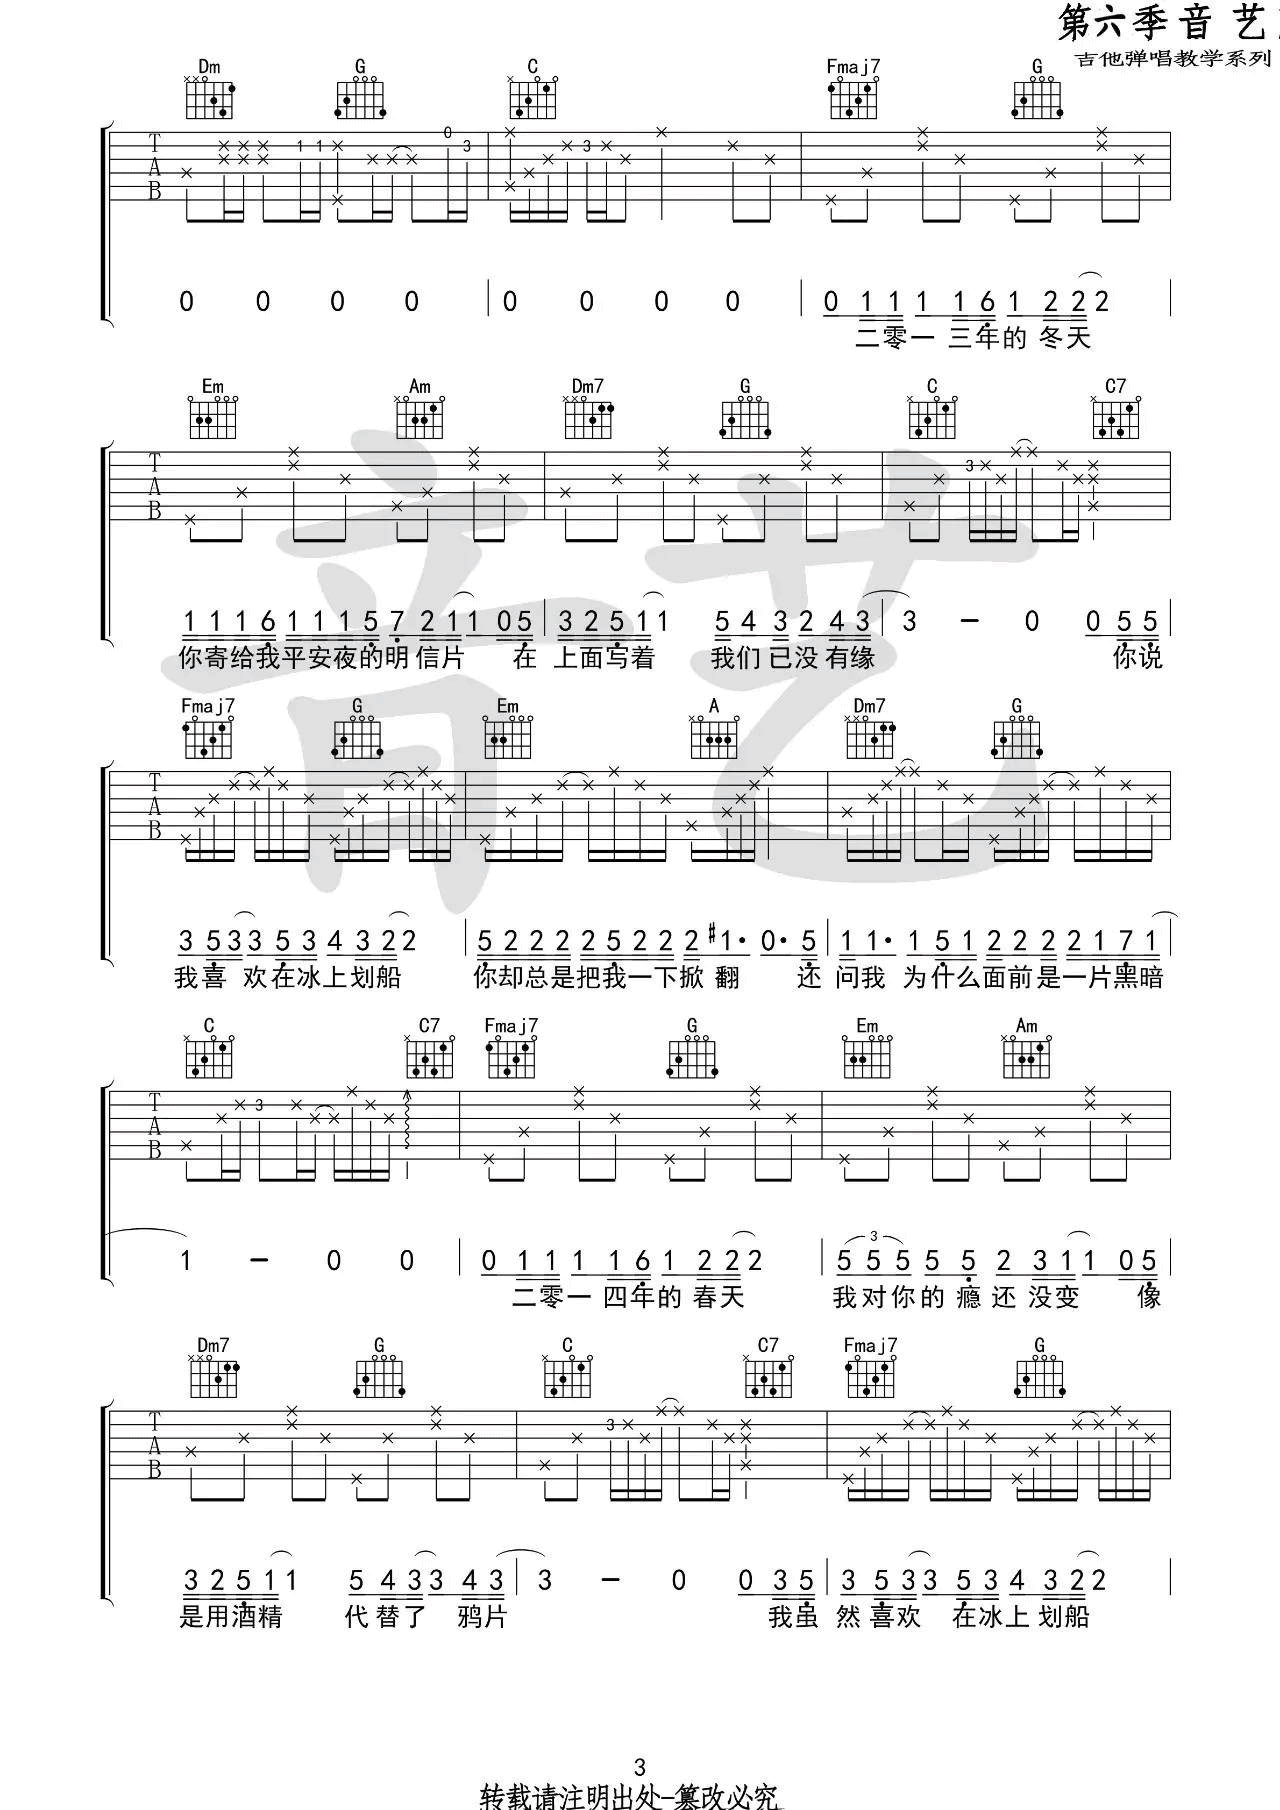 第六季音 艺
吉他弹唱教学系列
Dm G C Fmaj7 G
T A B 1 1 0 3 3
0 0 0 0 0 0 0 0 0 1 1 1 1 6 1 2 2 2
二零一 三年的 冬天
Em Am Dm7 G C C7
T A B 3
1 1 1 6 1 1 1 5 7 2 1 1 0 5 3 2 5 1 1 5 4 3 2 4 3 3 - 0 0 5 5
你寄给我平安夜的明信片 在 上面写着 我们已没有缘 你说
音艺
Fmaj7 G Em A Dm7 G
3 5 3 3 5 3 4 3 2 2 5 2 2 2 2 5 2 2 2 #1· 0· 5 1 1· 1 5 1 2 2 2 2 1 7 1
我喜 欢在冰上划船 你却总是把我一下掀翻 还 问我 为什么面前是一片黑暗
C C7 Fmaj7 G Em Am
T A B 3
1 - 0 0 0 1 1 1 1 6 1 2 2 2 3 5 5 5 5 5 2 3 1 1 0 5
二零一 四年的 春天 我对你的瘾还没变 像
Dm7 G C C7 Fmaj7 G
T A B 3
3 2 5 1 1 5 4 3 3 4 3 3 - 0 0 3 5 3 5 3 3 5 3 4 3 2 2
是用酒精 代替了 鸦片 我虽 然喜欢 在冰上划船
3
转载请注明出处-篡改必究